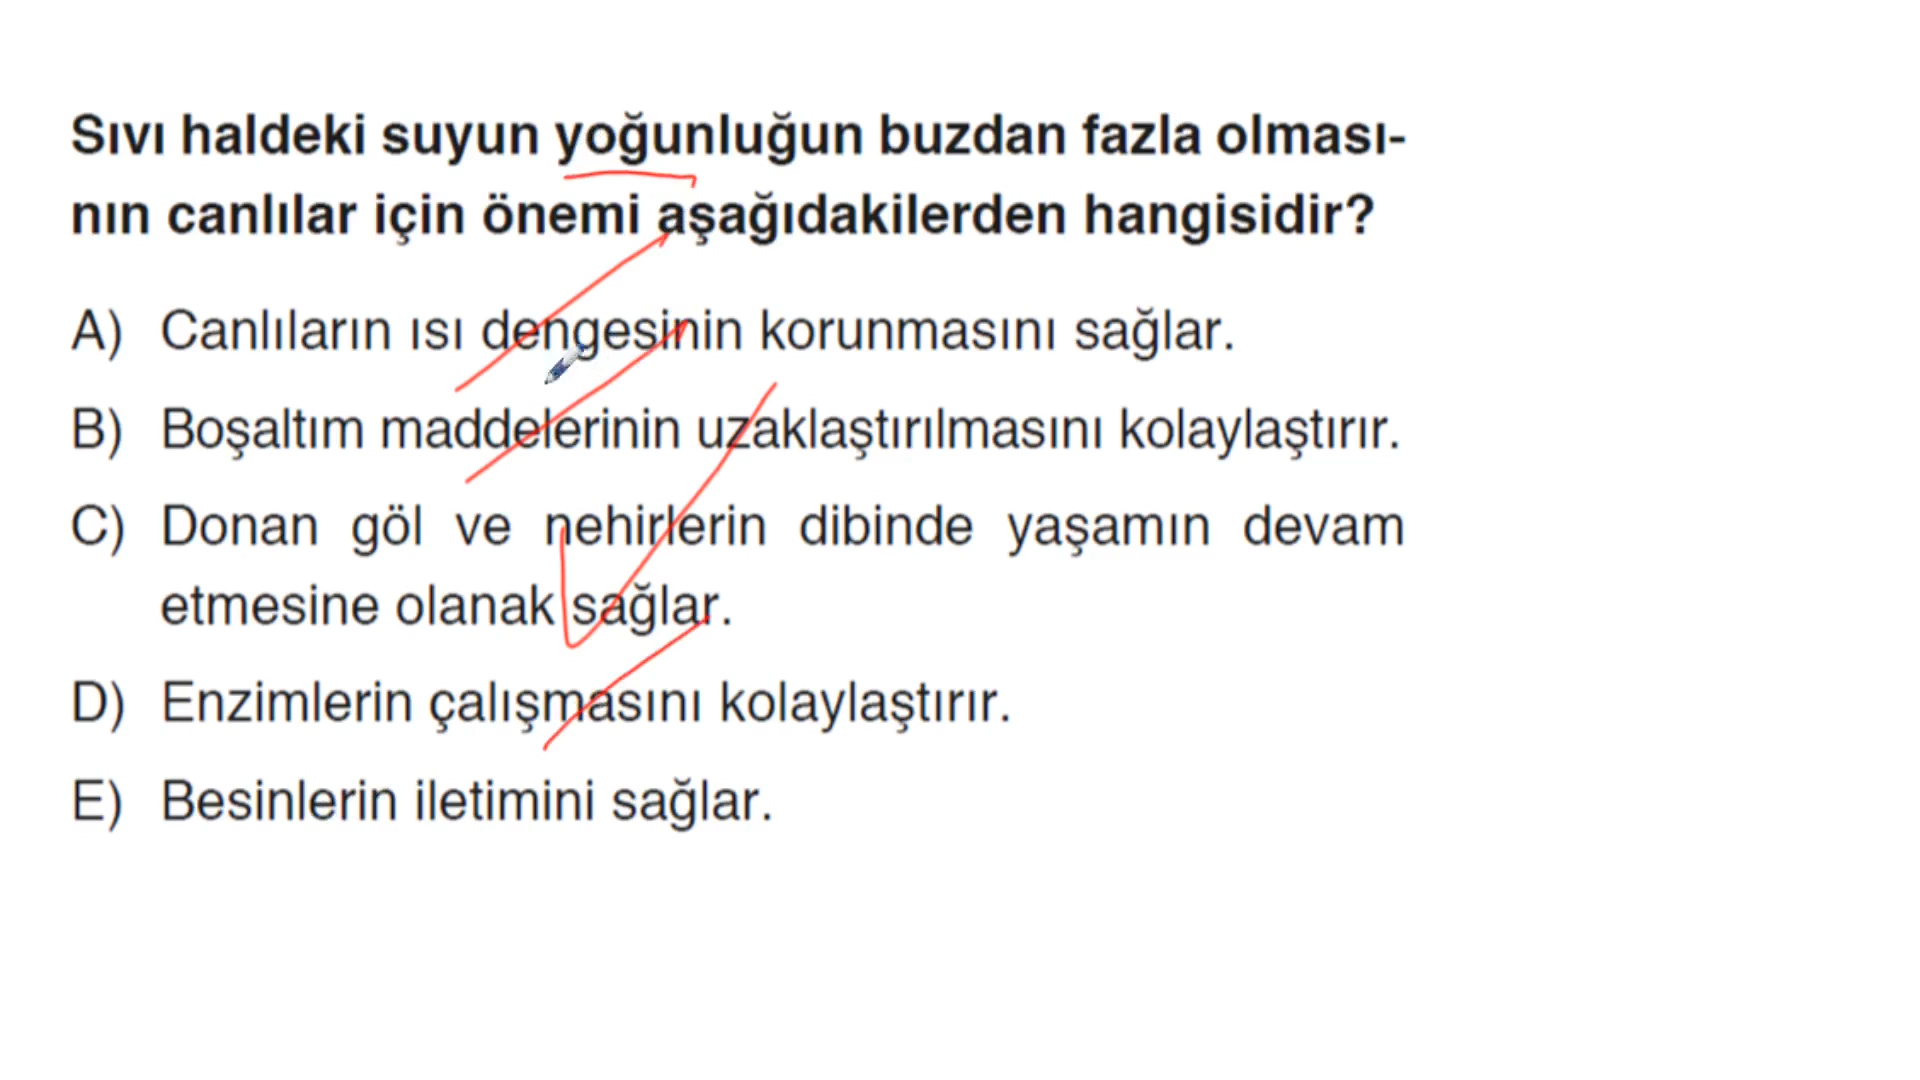 Sıvı haldeki suyun yoğunluğun buzdan fazla olması-
nın canlılar için önemi aşağıdakilerden hangisidir?
A) Canlıların ısı dengesinin korunmasını sağlar.
B) Boşaltım maddelerinin uzaklaştırılmasını kolaylaştırır.
C) Donan göl ve nehirlerin dibinde yaşamın devam
etmesine olanak sağlar.
D) Enzimlerin çalışmasını kolaylaştırır.
E) Besinlerin iletimini sağlar.